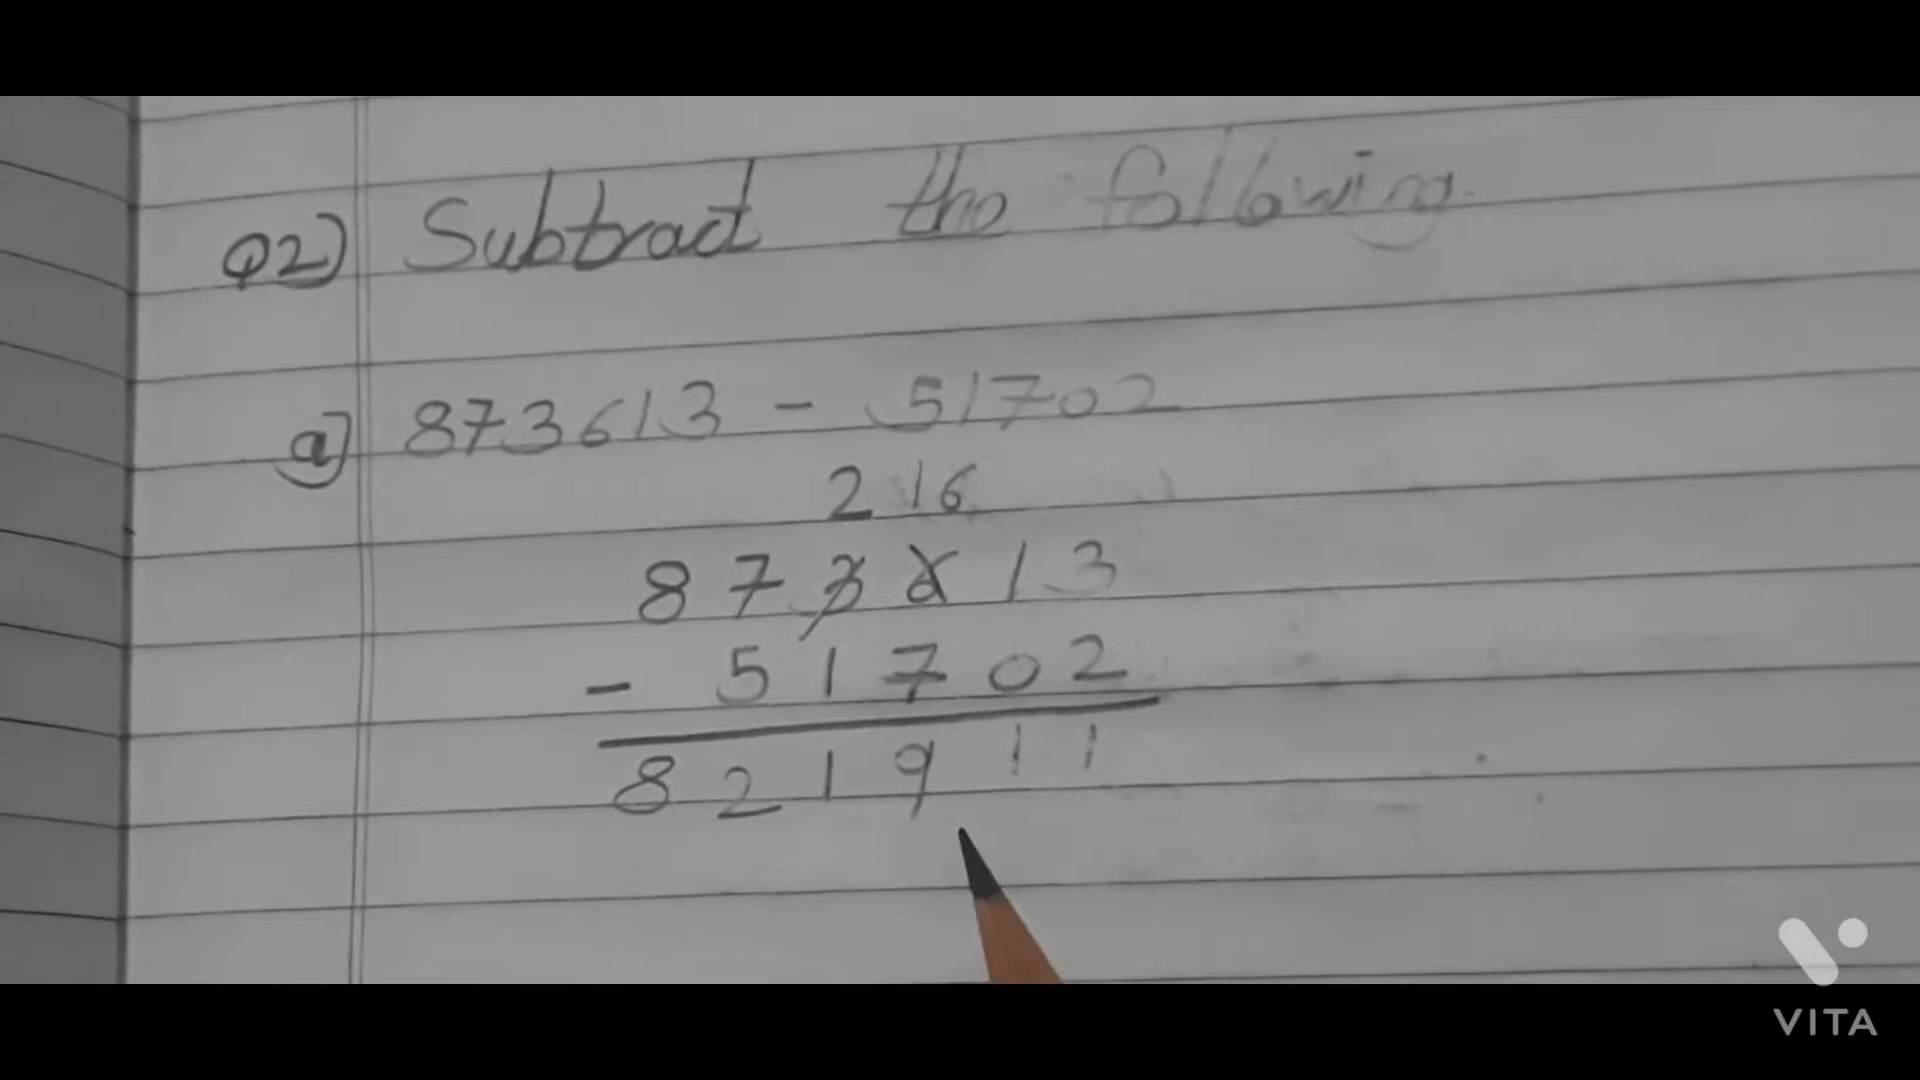 Q2) Subtract the following.
a) 873613 - 51702
2 16
873613
- 51702
821911
VITA